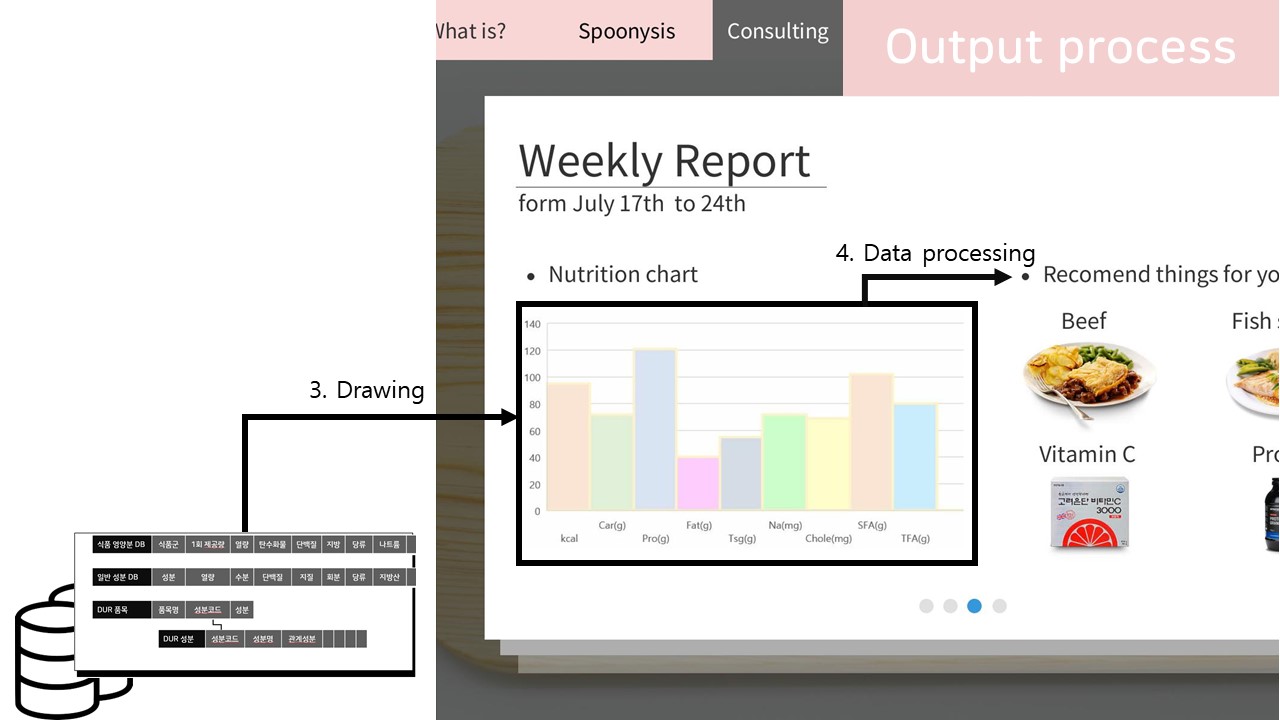 What is?
Spoonysis
Consulting
Output process
Weekly Report
form July 17th to 24th
4. Data processing
• Nutrition chart
• Recomend things for yo
140
120
100
80
60
40
20
0
Car(g) Fat(g) Na(mg) SFA(g)
kcal Pro(g) Tsg(g) Chole(mg) TFA(g)
Beef
Fish
Vitamin C
Pro
고려은단 비타민C
3000
3. Drawing
식품 영양분 DB 식품군 1회 제공량 열량 탄수화물 단백질 지방 당류 나트륨
일반 성분 DB 성분 열량 수분 단백질 지질 회분 당류 지방산
DUR 품목 품목명 성분코드 성분
DUR 성분 성분코드 성분명 관계성분